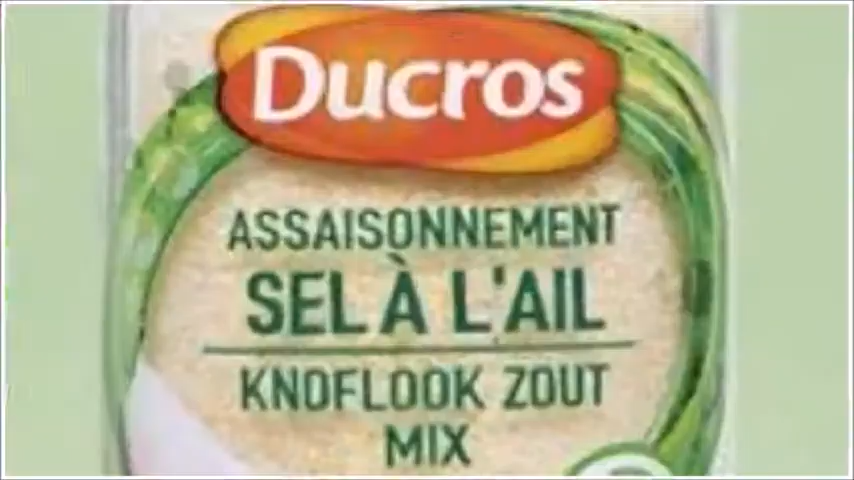 Ducros
ASSAISONNEMENT
SEL À L'AIL
KNOFLOOK ZOUT
MIX